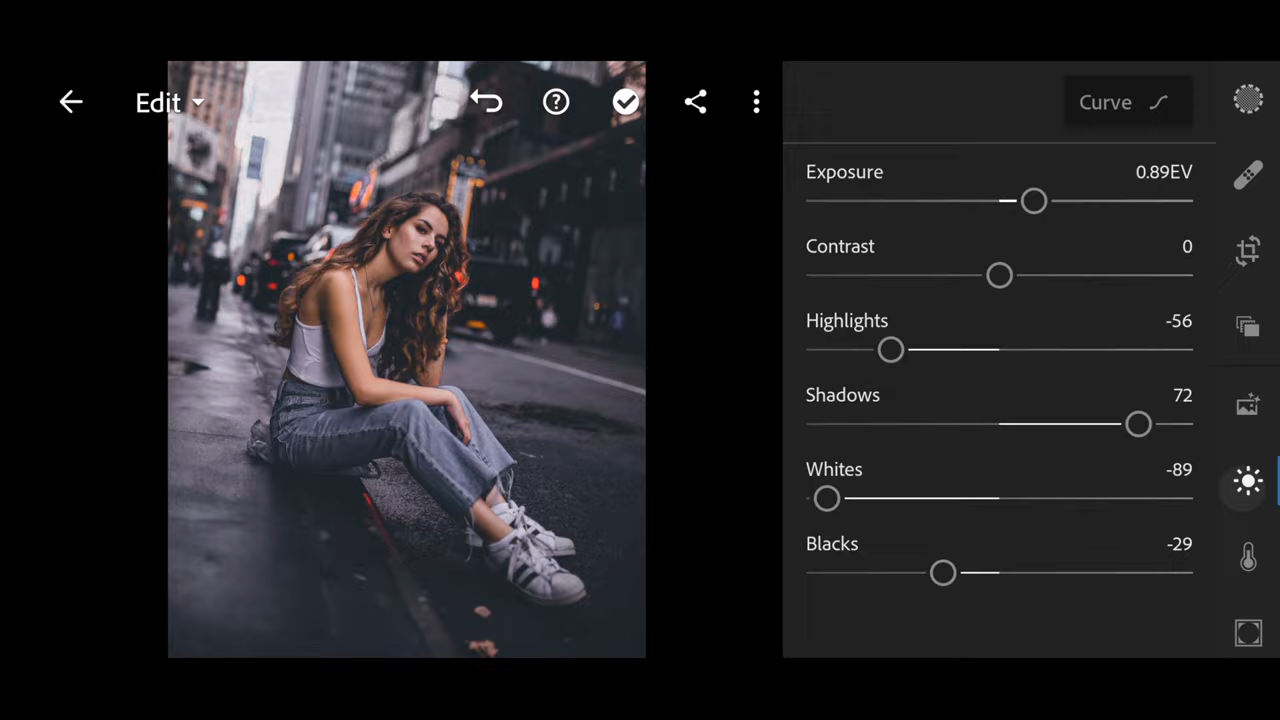 Edit
Curve
Exposure 0.89EV
Contrast 0
Highlights -56
Shadows 72
Whites -89
Blacks -29